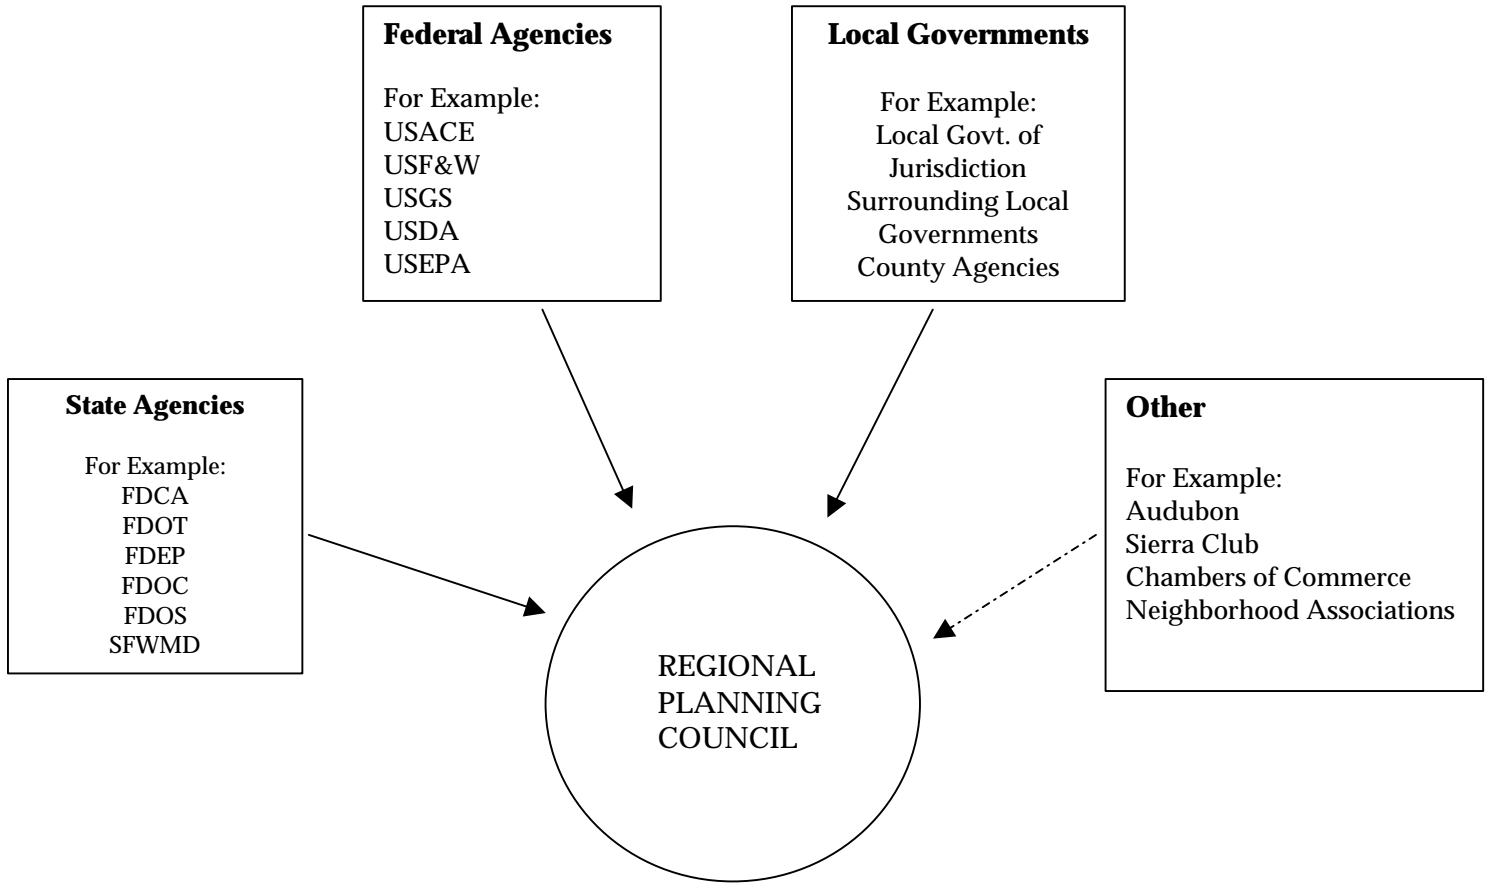 Federal Agencies
For Example:
USACE
USF&W
USGS
USDA
USEPA
Local Governments
For Example:
Local Govt. of
Jurisdiction
Surrounding Local
Governments
County Agencies
State Agencies
For Example:
FDCA
FDOT
FDEP
FDOC
FDOS
SFWMD
Other
For Example:
Audubon
Sierra Club
Chambers of Commerce
Neighborhood Associations
REGIONAL
PLANNING
COUNCIL